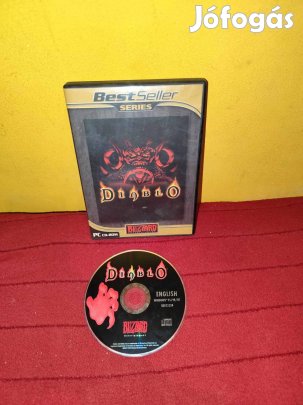 Jófogás
BestSeller
SERIES
DIABLO
PC CD-ROM
BLIZZARD
DIABLO
ENGLISH
BLIZZARD